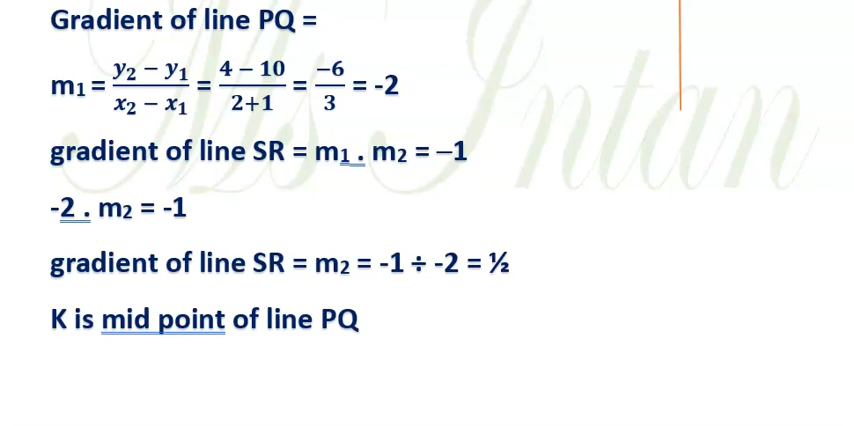 Gradient of line PQ =
m₁ = (y₂ − y₁)/(x₂ − x₁) = (4 − 10)/(2+1) = −6/3 = -2
gradient of line SR = m₁ . m₂ = −1
-2 . m₂ = -1
gradient of line SR = m₂ = -1 ÷ -2 = ½
K is mid point of line PQ
Ms Intan